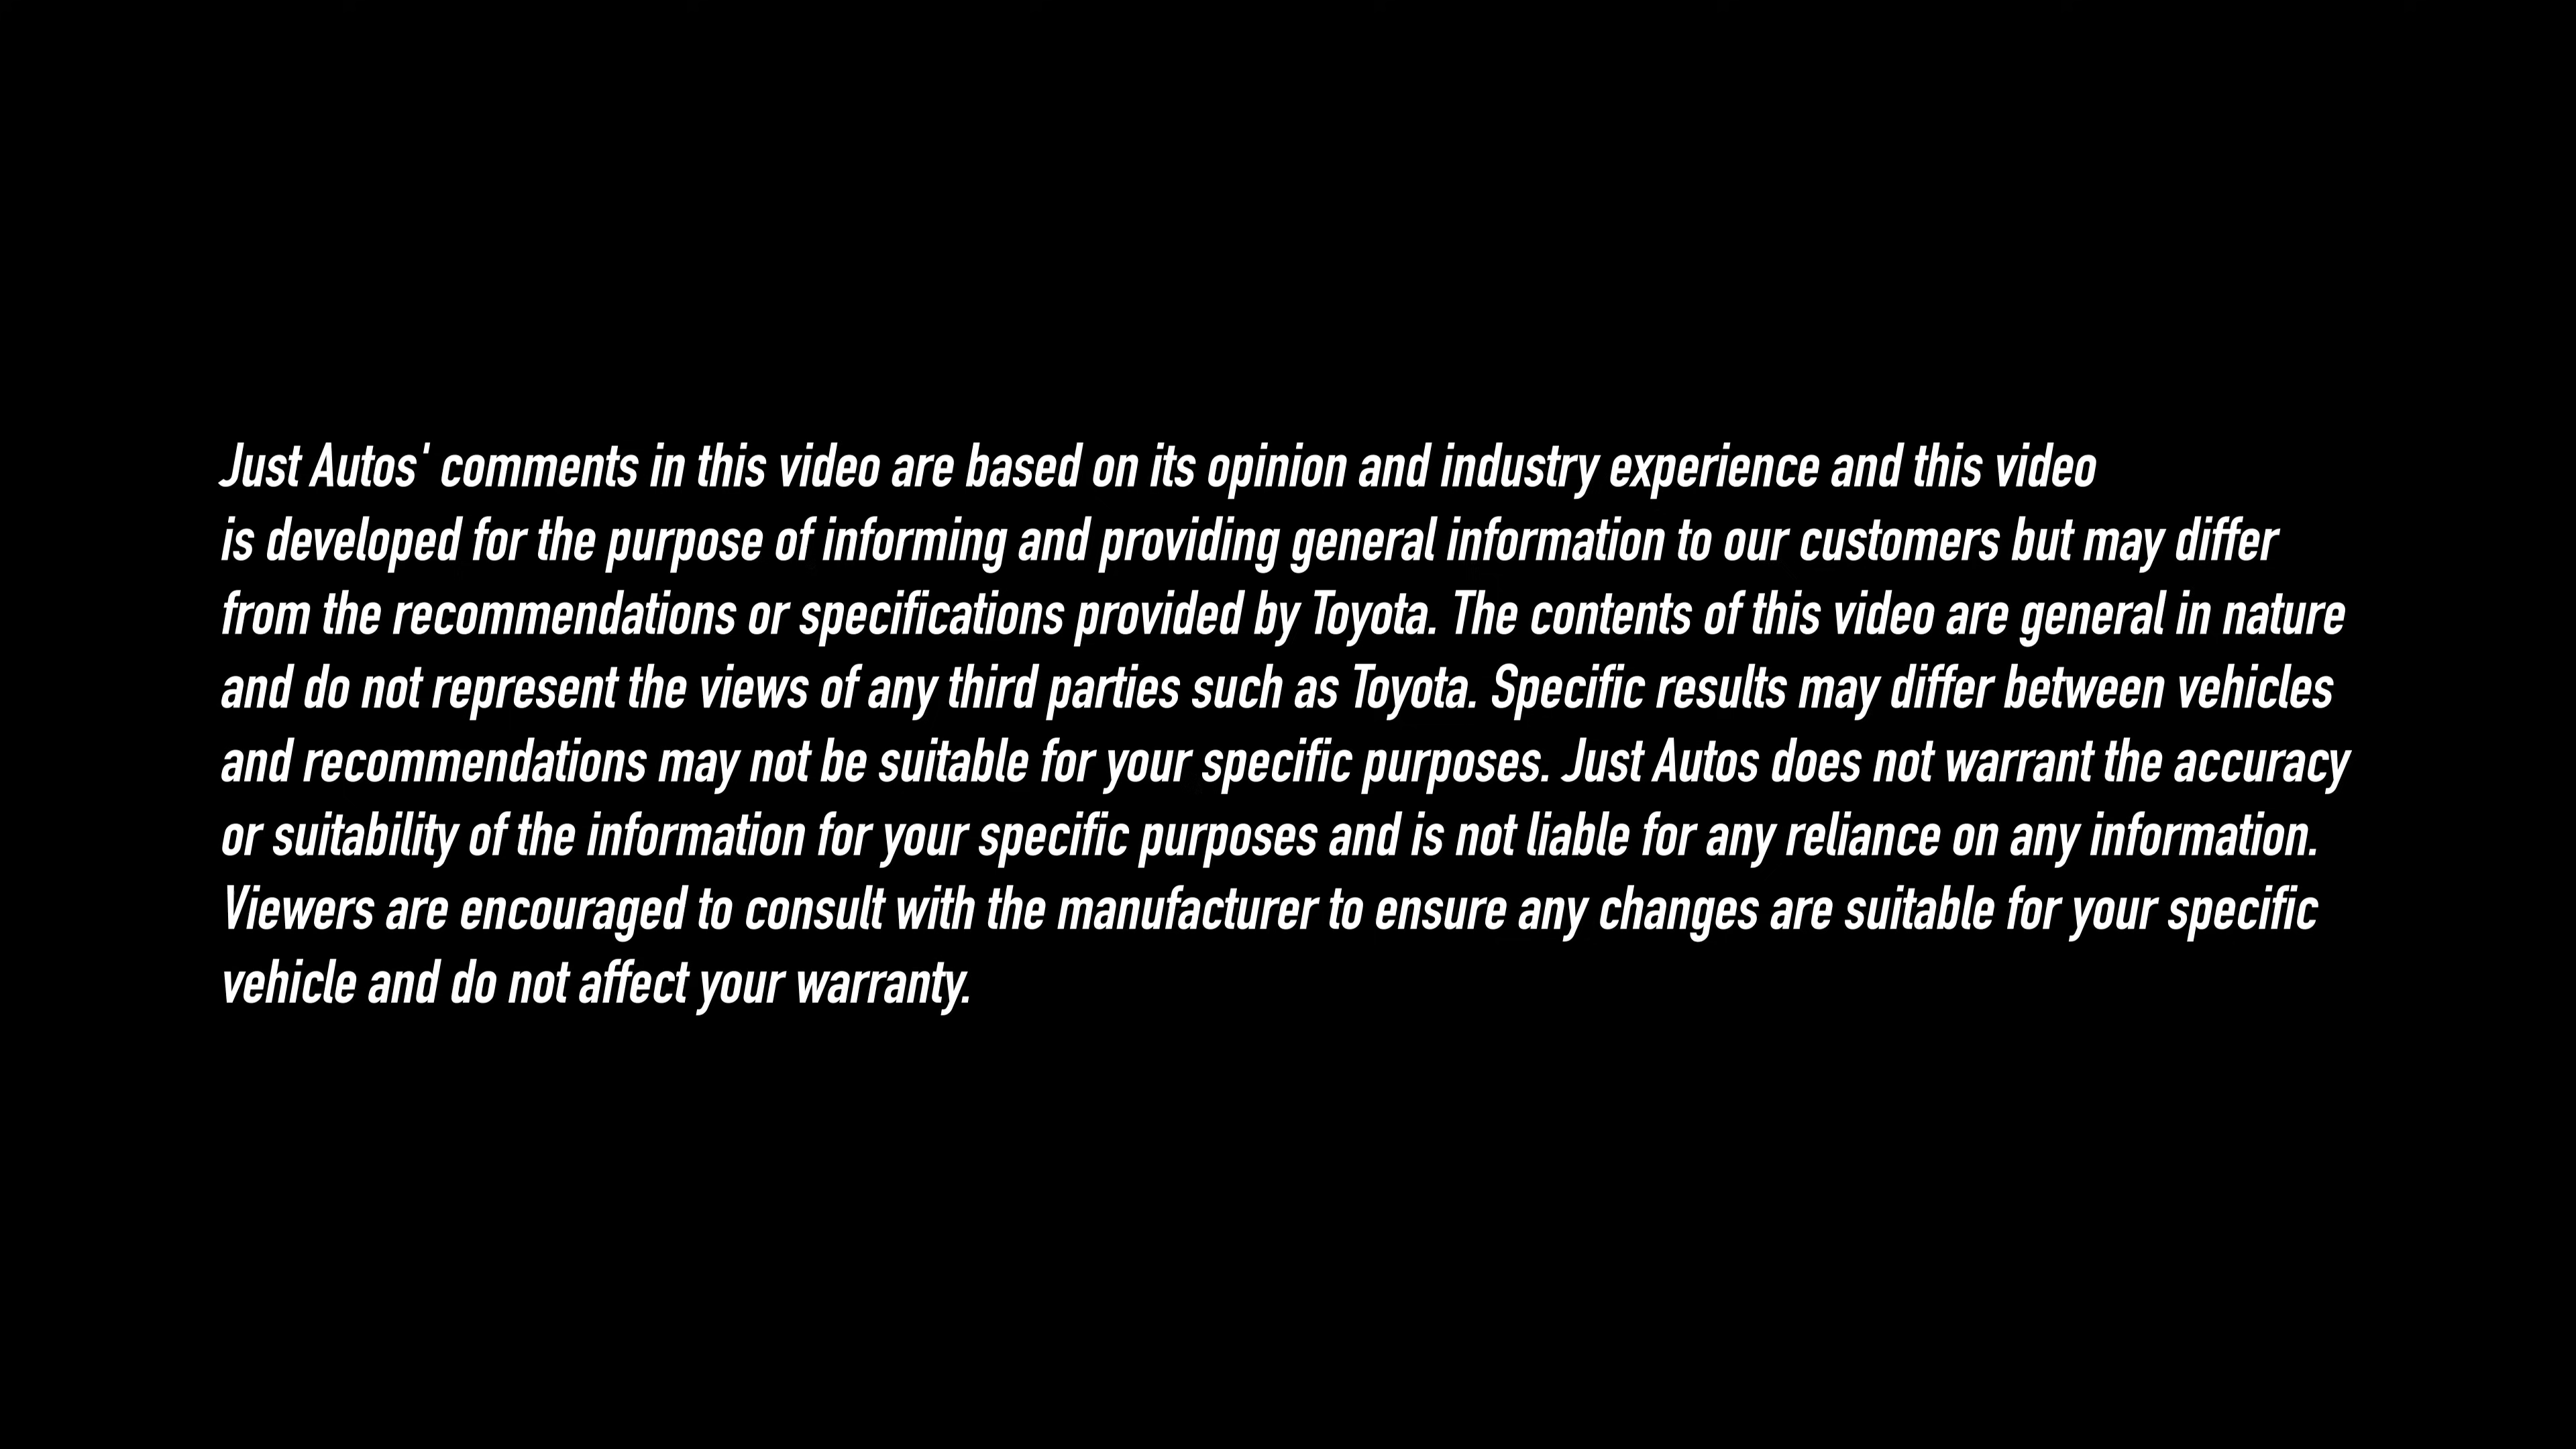 Just Autos' comments in this video are based on its opinion and industry experience and this video
is developed for the purpose of informing and providing general information to our customers but may differ
from the recommendations or specifications provided by Toyota. The contents of this video are general in nature
and do not represent the views of any third parties such as Toyota. Specific results may differ between vehicles
and recommendations may not be suitable for your specific purposes. Just Autos does not warrant the accuracy
or suitability of the information for your specific purposes and is not liable for any reliance on any information.
Viewers are encouraged to consult with the manufacturer to ensure any changes are suitable for your specific
vehicle and do not affect your warranty.